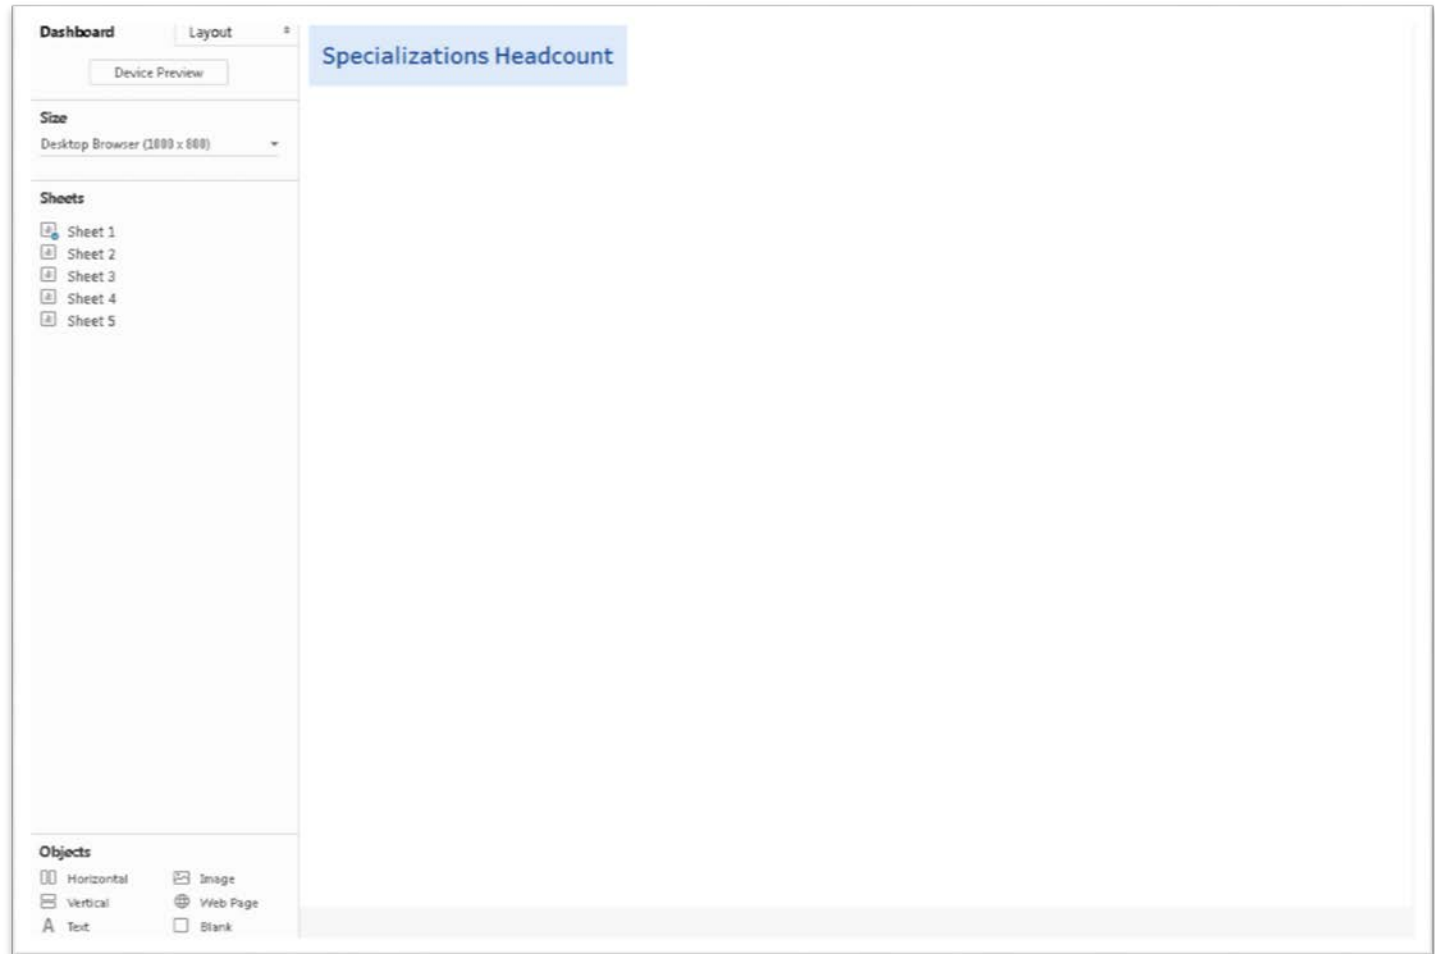 Dashboard
Layout
Device Preview
Size
Desktop Browser (1000 x 800)
Sheets
Sheet 1
Sheet 2
Sheet 3
Sheet 4
Sheet 5
Objects
Horizontal
Image
Vertical
Web Page
Text
Blank
Specializations Headcount